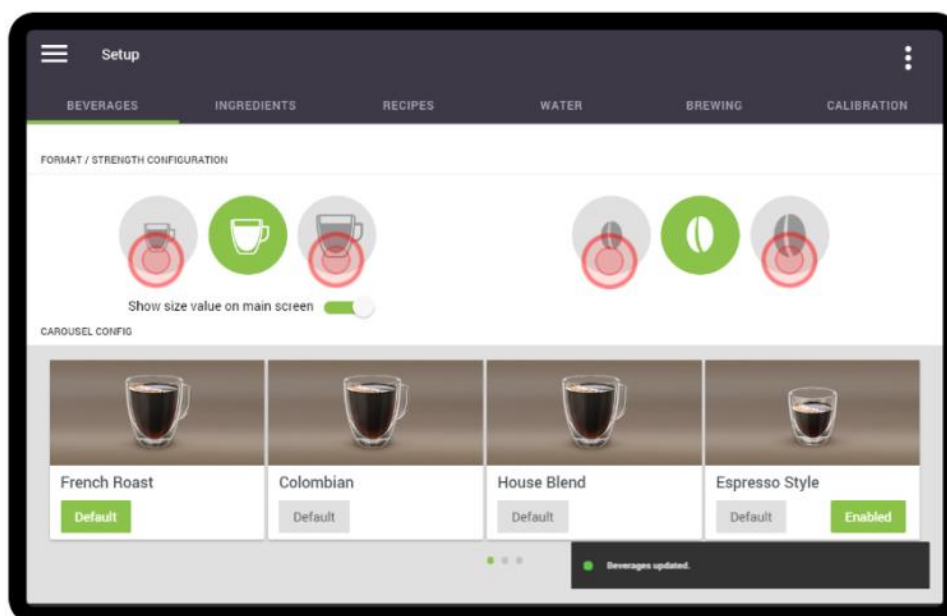 Setup
BEVERAGES INGREDIENTS RECIPES WATER BREWING CALIBRATION
FORMAT / STRENGTH CONFIGURATION
Show size value on main screen
CAROUSEL CONFIG
French Roast Colombian House Blend Espresso Style
Default Default Default Default Enabled
Beverages updated.